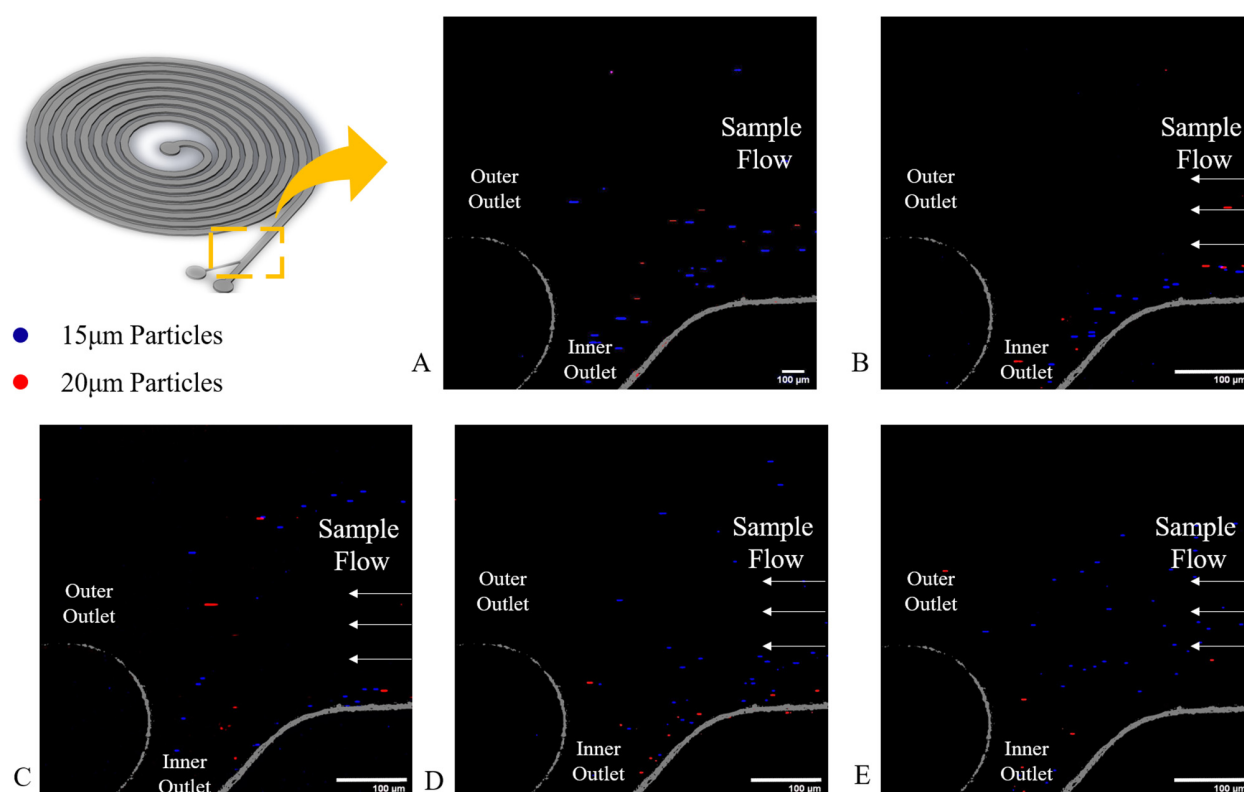 Sample
Flow
Outer
Outlet
Inner
Outlet
100 µm
A
Sample
Flow
Outer
Outlet
Inner
Outlet
100 µm
B
15µm Particles
20µm Particles
Sample
Flow
Outer
Outlet
Inner
Outlet
100 µm
C
Sample
Flow
Outer
Outlet
Inner
Outlet
100 µm
D
Sample
Flow
Outer
Outlet
Inner
Outlet
100 µm
E